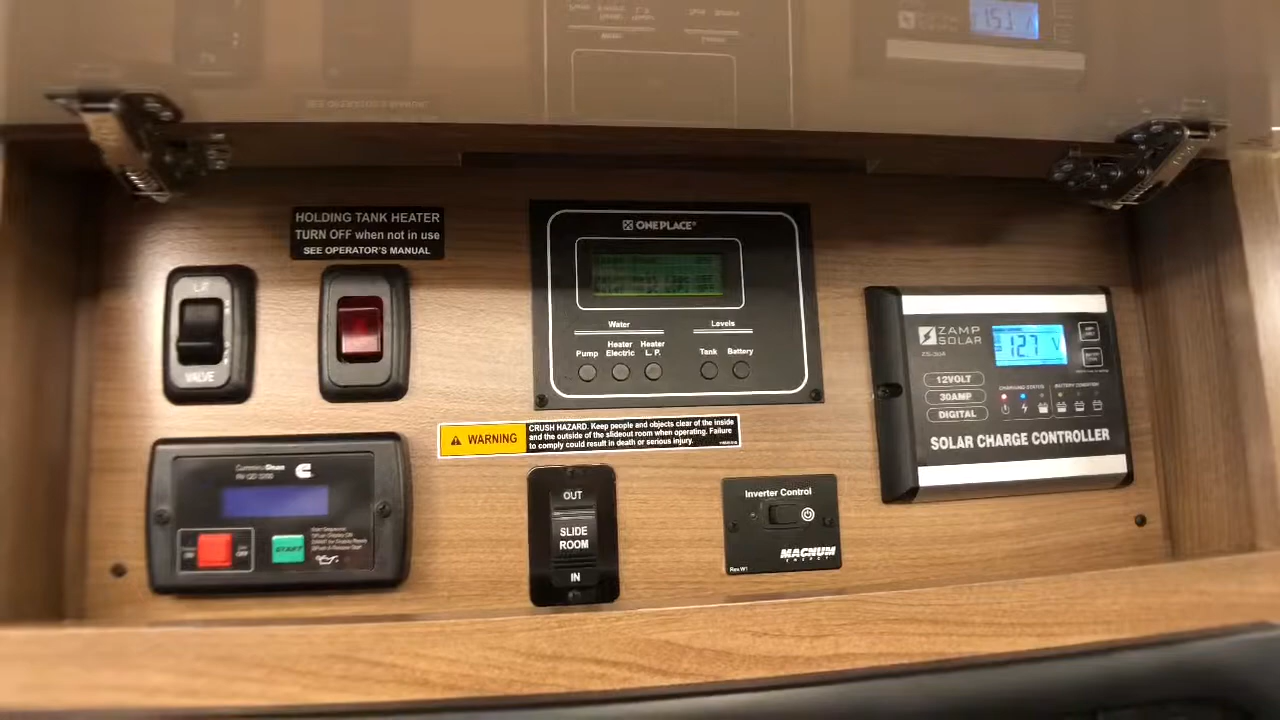 HOLDING TANK HEATER
TURN OFF when not in use
SEE OPERATOR'S MANUAL
L.P.
VALVE
ONEPLACE
Water
Levels
Pump
Heater Electric
Heater L. P.
Tank
Battery
WARNING
CRUSH HAZARD. Keep people and objects clear of the inside
and the outside of the slideout room when operating. Failure
to comply could result in death or serious injury.
ZAMP
SOLAR
ZS-30A
12.7 V
12VOLT
30AMP
DIGITAL
CHARGING STATUS
BATTERY CONDITION
SOLAR CHARGE CONTROLLER
Cummins Onan
RV QD 3200
START
OUT
SLIDE
ROOM
IN
Inverter Control
MAGNUM
ENERGY
Rev.W1